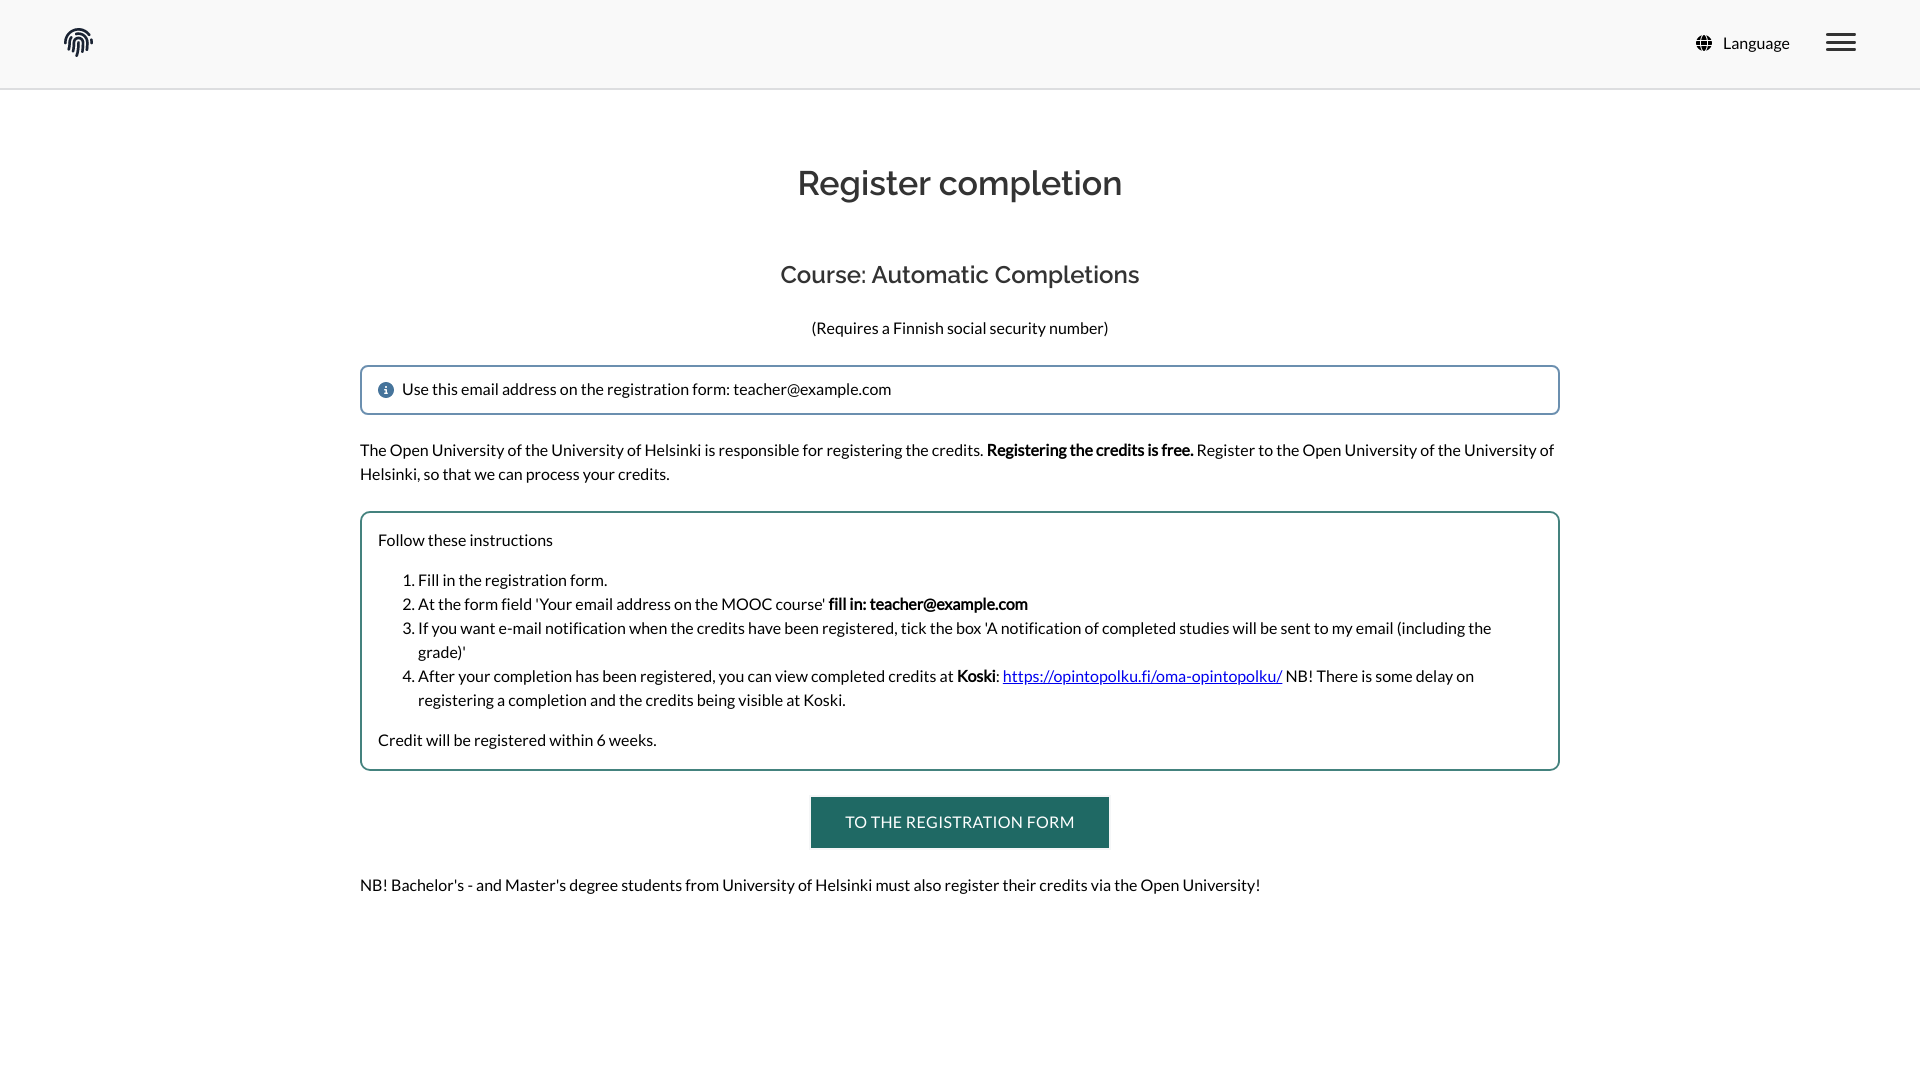 Language
Register completion
Course: Automatic Completions
(Requires a Finnish social security number)
Use this email address on the registration form: teacher@example.com
The Open University of the University of Helsinki is responsible for registering the credits. Registering the credits is free. Register to the Open University of the University of
Helsinki, so that we can process your credits.
Follow these instructions
1. Fill in the registration form.
2. At the form field 'Your email address on the MOOC course' fill in: teacher@example.com
3. If you want e-mail notification when the credits have been registered, tick the box 'A notification of completed studies will be sent to my email (including the
grade)'
4. After your completion has been registered, you can view completed credits at Koski: https://opintopolku.fi/oma-opintopolku/ NB! There is some delay on
registering a completion and the credits being visible at Koski.
Credit will be registered within 6 weeks.
TO THE REGISTRATION FORM
NB! Bachelor's - and Master's degree students from University of Helsinki must also register their credits via the Open University!